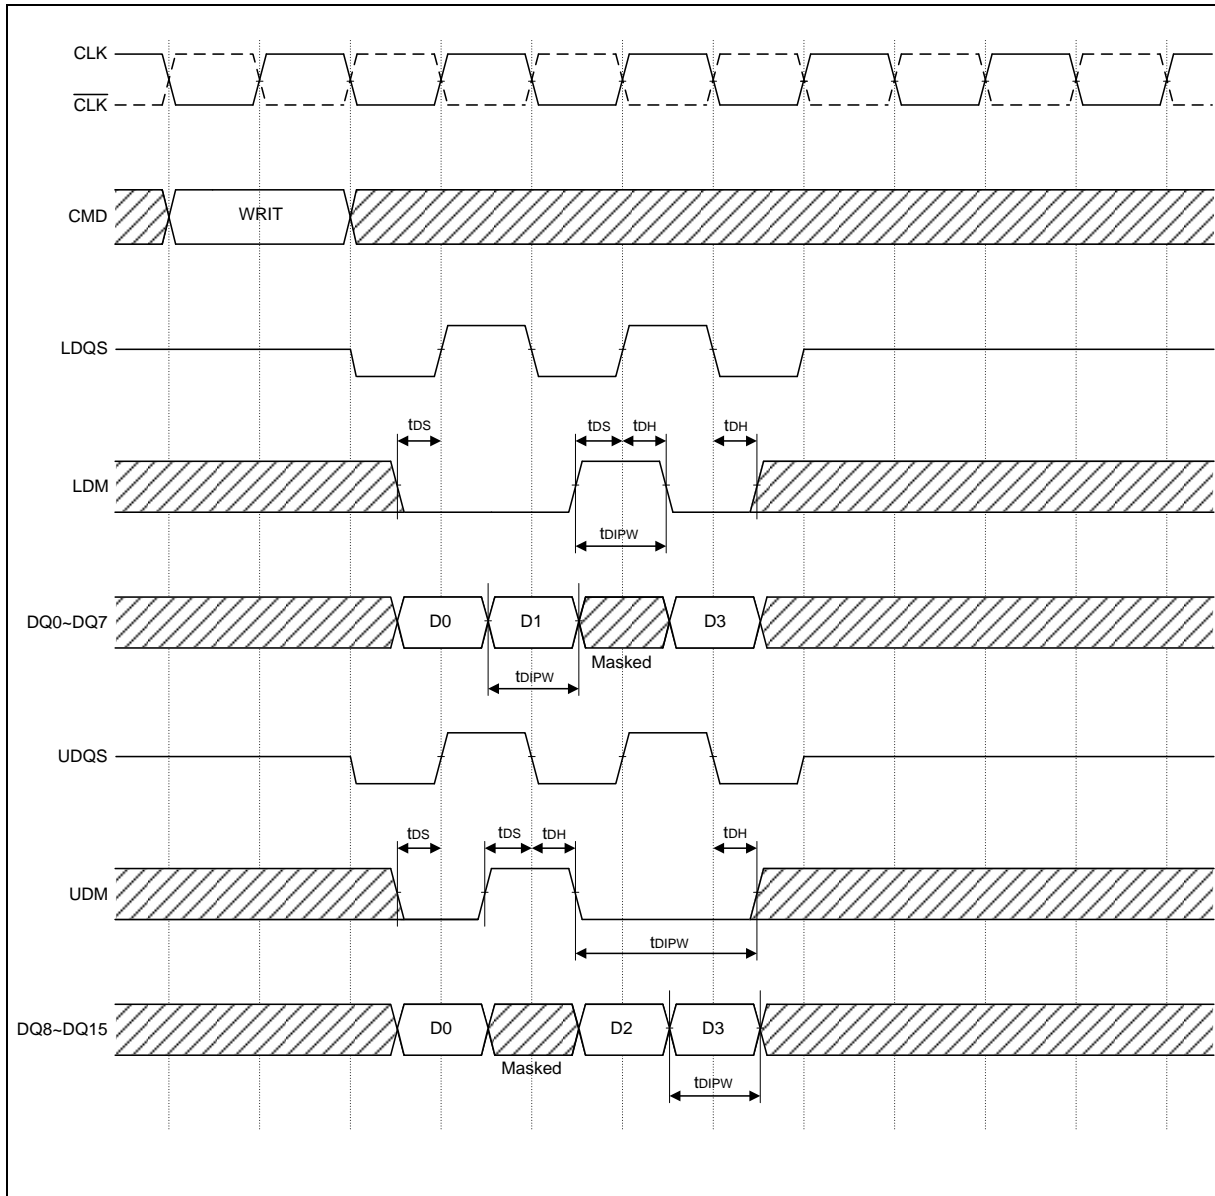 CLK
CLK
CMD
WRIT
LDQS
tDS
tDS
tDH
tDH
LDM
tDIPW
DQ0~DQ7
D0
D1
D3
Masked
tDIPW
UDQS
tDS
tDS
tDH
tDH
UDM
tDIPW
DQ8~DQ15
D0
D2
D3
Masked
tDIPW